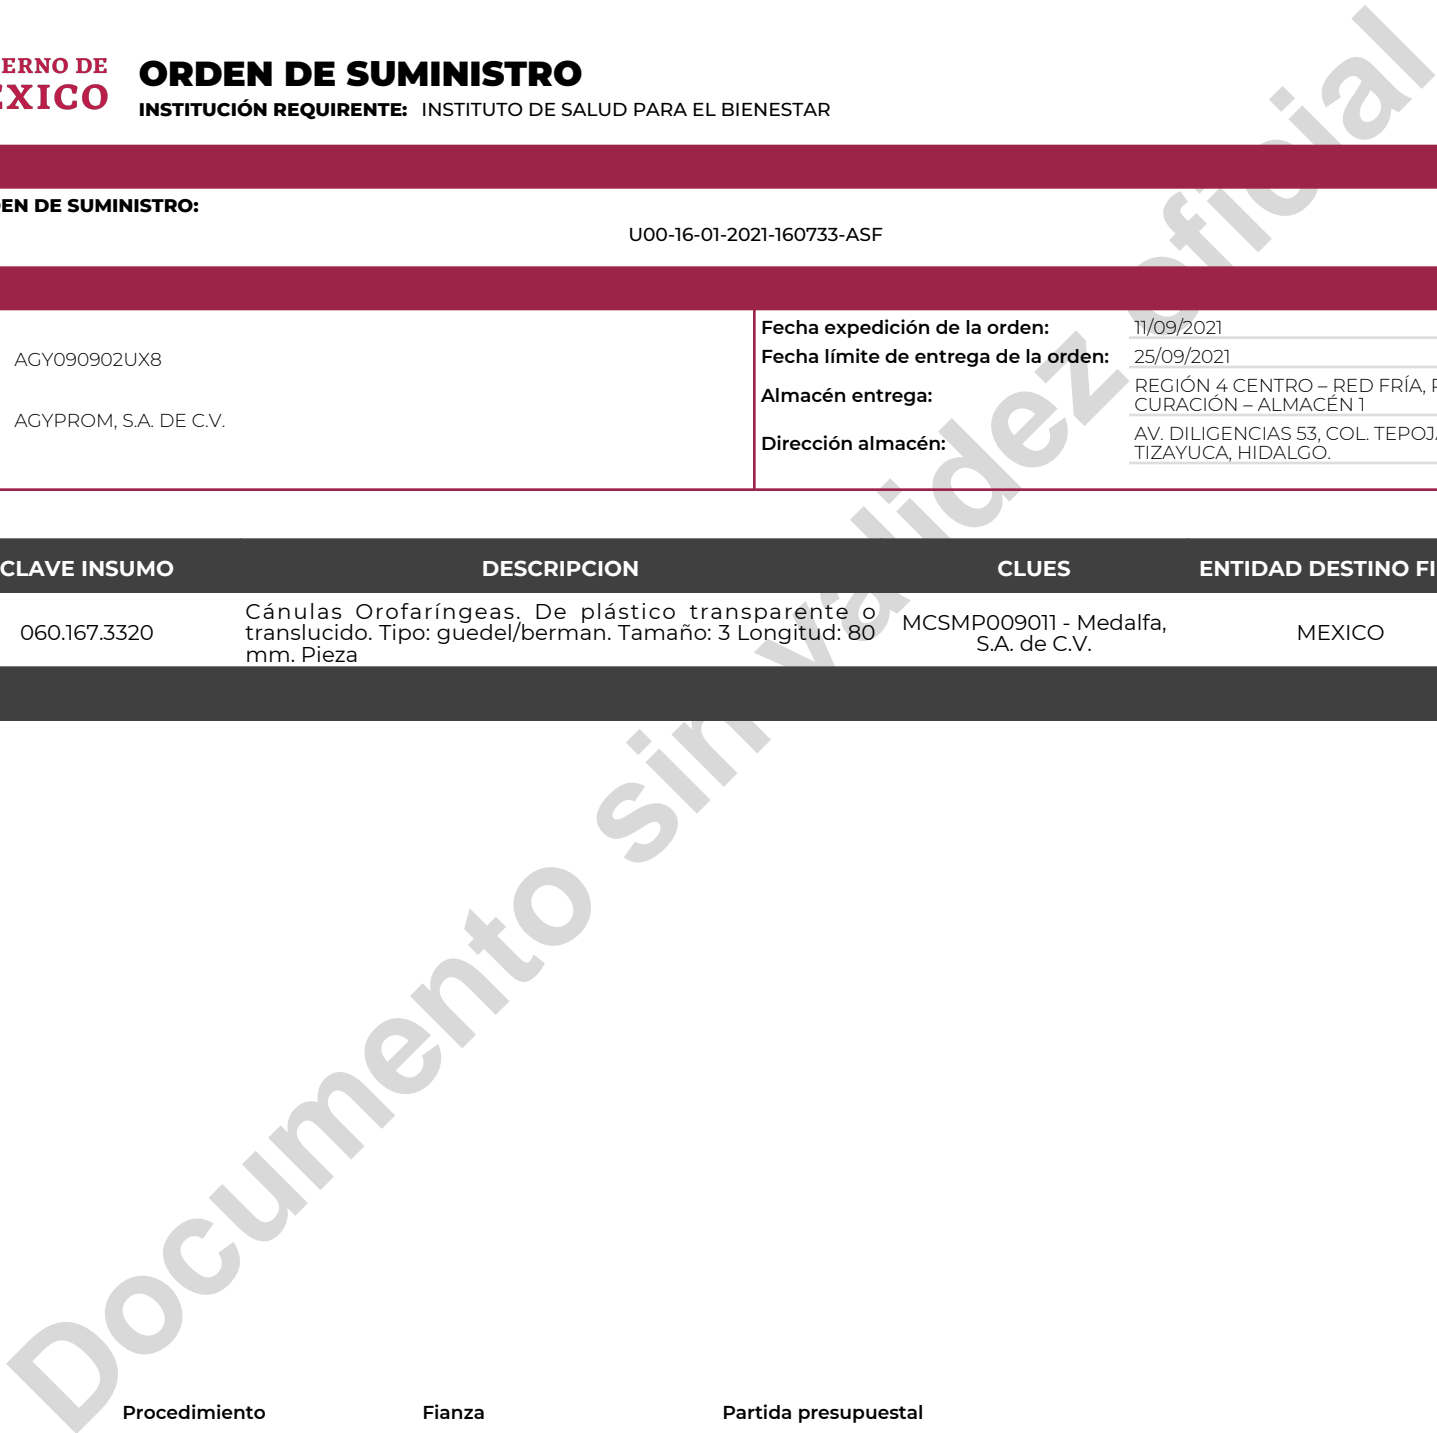 ERNO DE
EXICO
ORDEN DE SUMINISTRO
INSTITUCIÓN REQUIRENTE: INSTITUTO DE SALUD PARA EL BIENESTAR
EN DE SUMINISTRO:
U00-16-01-2021-160733-ASF
AGY090902UX8
AGYPROM, S.A. DE C.V.
Fecha expedición de la orden: 11/09/2021
Fecha límite de entrega de la orden: 25/09/2021
Almacén entrega: REGIÓN 4 CENTRO – RED FRÍA,
CURACIÓN – ALMACÉN 1
Dirección almacén: AV. DILIGENCIAS 53, COL. TEPOJ
TIZAYUCA, HIDALGO.
CLAVE INSUMO DESCRIPCION CLUES ENTIDAD DESTINO FI
060.167.3320
Cánulas Orofaríngeas. De plástico transparente o
translucido. Tipo: guedel/berman. Tamaño: 3 Longitud: 80
mm. Pieza
MCSMP009011 - Medalfa,
S.A. de C.V.
MEXICO
Documento sin validez oficial
Procedimiento Fianza Partida presupuestal